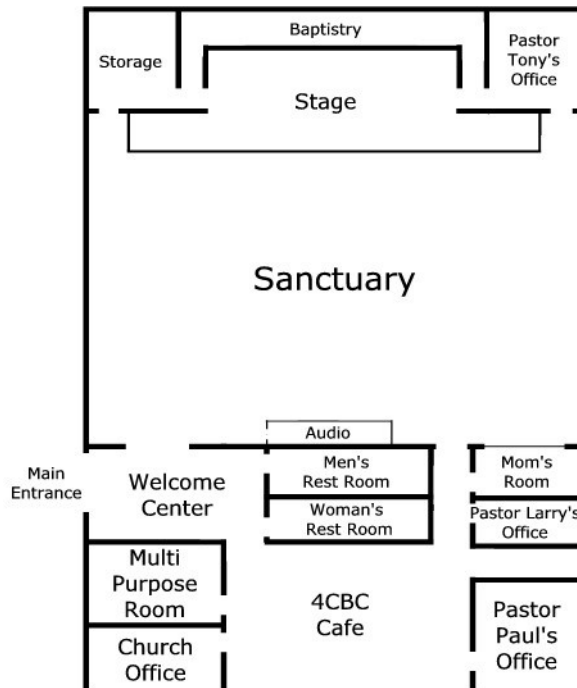 Baptistry
Storage
Pastor
Tony's
Office
Stage
Sanctuary
Audio
Main
Entrance
Welcome
Center
Men's
Rest Room
Mom's
Room
Woman's
Rest Room
Pastor Larry's
Office
Multi
Purpose
Room
4CBC
Cafe
Pastor
Paul's
Office
Church
Office